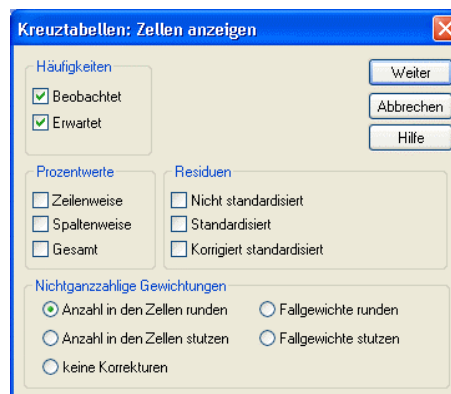 Kreuztabellen: Zellen anzeigen
Häufigkeiten
Beobachtet
Erwartet
Weiter
Abbrechen
Hilfe
Prozentwerte
Zeilenweise
Spaltenweise
Gesamt
Residuen
Nicht standardisiert
Standardisiert
Korrigiert standardisiert
Nichtganzzahlige Gewichtungen
Anzahl in den Zellen runden
Fallgewichte runden
Anzahl in den Zellen stutzen
Fallgewichte stutzen
keine Korrekturen